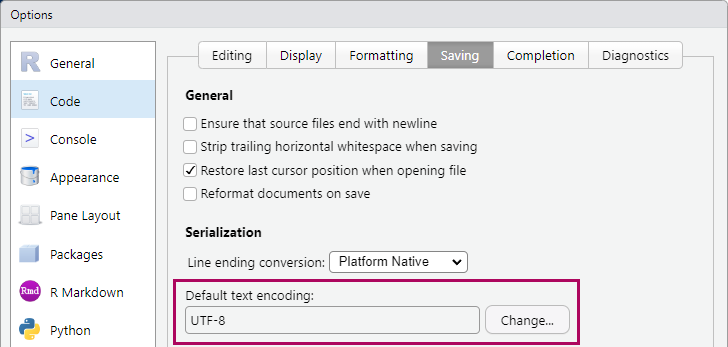 Options
General
Code
Console
Appearance
Pane Layout
Packages
Rmd R Markdown
Python
Editing Display Formatting Saving Completion Diagnostics
General
Ensure that source files end with newline
Strip trailing horizontal whitespace when saving
Restore last cursor position when opening file
Reformat documents on save
Serialization
Line ending conversion: Platform Native
Default text encoding:
UTF-8 Change...